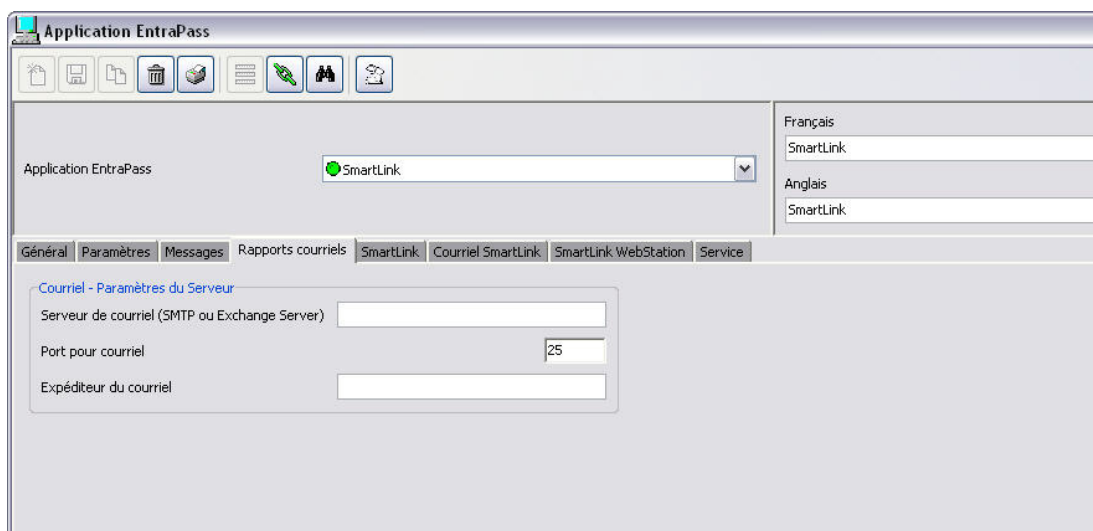 Application EntraPass
Français
SmartLink
Application EntraPass
SmartLink
Anglais
SmartLink
Général Paramètres Messages Rapports courriels SmartLink Courriel SmartLink SmartLink WebStation Service
Courriel - Paramètres du Serveur
Serveur de courriel (SMTP ou Exchange Server)
Port pour courriel 25
Expéditeur du courriel